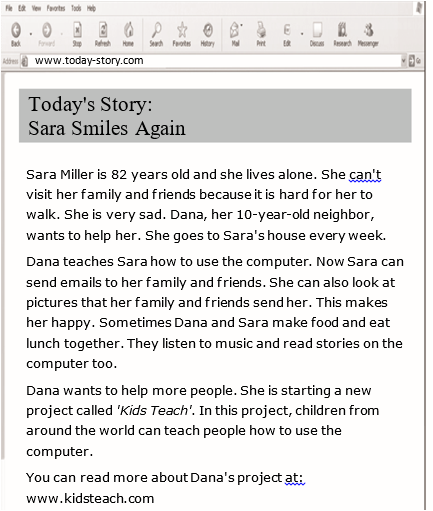 File Edit View Favorites Tools Help
Back Forward Stop Refresh Home Search Favorites History Mail Print Edit Discuss Research Messenger
Address www.today-story.com
Today's Story:
Sara Smiles Again
Sara Miller is 82 years old and she lives alone. She can't
visit her family and friends because it is hard for her to
walk. She is very sad. Dana, her 10-year-old neighbor,
wants to help her. She goes to Sara's house every week.
Dana teaches Sara how to use the computer. Now Sara can
send emails to her family and friends. She can also look at
pictures that her family and friends send her. This makes
her happy. Sometimes Dana and Sara make food and eat
lunch together. They listen to music and read stories on the
computer too.
Dana wants to help more people. She is starting a new
project called 'Kids Teach'. In this project, children from
around the world can teach people how to use the
computer.
You can read more about Dana's project at:
www.kidsteach.com